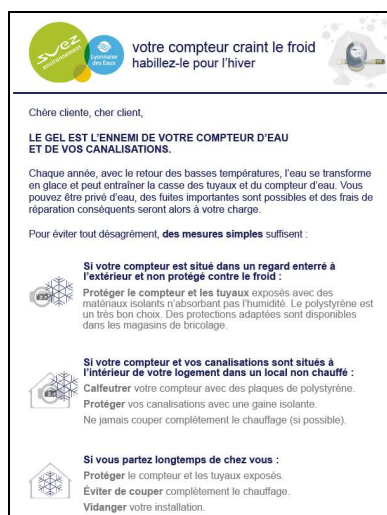 suez
environnement
Lyonnaise
des Eaux
votre compteur craint le froid
habillez-le pour l'hiver
Chère cliente, cher client,
LE GEL EST L'ENNEMI DE VOTRE COMPTEUR D'EAU
ET DE VOS CANALISATIONS.
Chaque année, avec le retour des basses températures, l'eau se transforme
en glace et peut entraîner la casse des tuyaux et du compteur d'eau. Vous
pouvez être privé d'eau, des fuites importantes sont possibles et des frais de
réparation conséquents seront alors à votre charge.
Pour éviter tout désagrément, des mesures simples suffisent :
Si votre compteur est situé dans un regard enterré à
l'extérieur et non protégé contre le froid :
Protéger le compteur et les tuyaux exposés avec des
matériaux isolants n'absorbant pas l'humidité. Le polystyrène est
un très bon choix. Des protections adaptées sont disponibles
dans les magasins de bricolage.
Si votre compteur et vos canalisations sont situés à
l'intérieur de votre logement dans un local non chauffé :
Calfeutrer votre compteur avec des plaques de polystyrène.
Protéger vos canalisations avec une gaine isolante.
Ne jamais couper complètement le chauffage (si possible).
Si vous partez longtemps de chez vous :
Protéger le compteur et les tuyaux exposés.
Éviter de couper complètement le chauffage.
Vidanger votre installation.